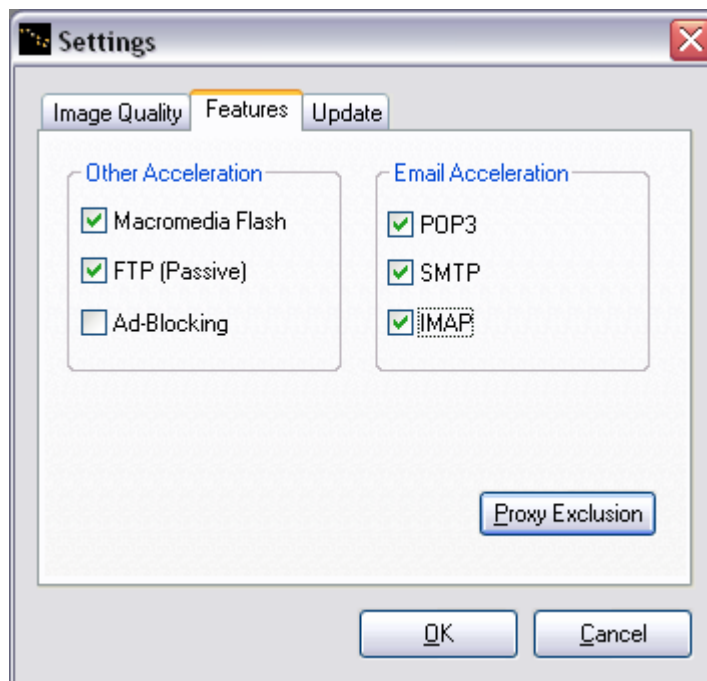 Settings
Image Quality Features Update
Other Acceleration
Macromedia Flash
FTP (Passive)
Ad-Blocking
Email Acceleration
POP3
SMTP
IMAP
Proxy Exclusion
OK Cancel